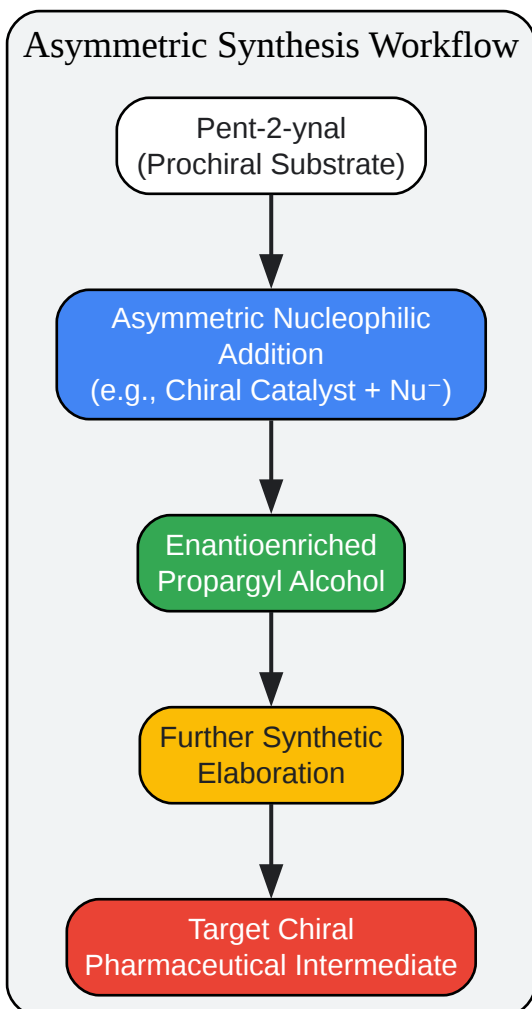 Asymmetric Synthesis Workflow
Pent-2-ynal
(Prochiral Substrate)
Asymmetric Nucleophilic
Addition
(e.g., Chiral Catalyst + Nu⁻)
Enantioenriched
Propargyl Alcohol
Further Synthetic
Elaboration
Target Chiral
Pharmaceutical Intermediate